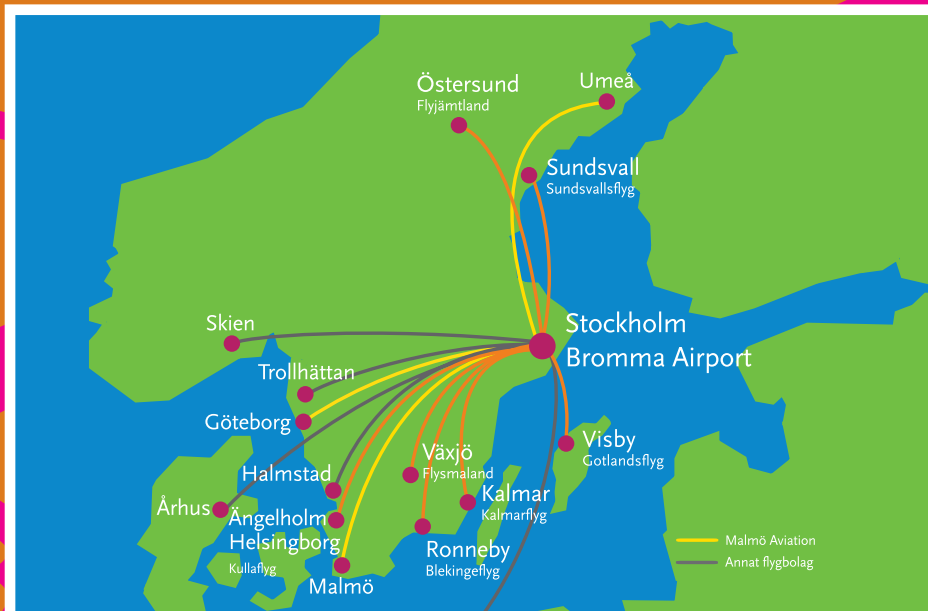 Östersund
Flyjämtland
Umeå
Sundsvall
Sundsvallsflyg
Skien
Stockholm
Bromma Airport
Trollhättan
Göteborg
Växjö
Flysmaland
Visby
Gotlandsflyg
Halmstad
Kalmar
Kalmarflyg
Århus
Ängelholm
Helsingborg
Kullaflyg
Ronneby
Blekingeflyg
Malmö
Malmö Aviation
Annat flygbolag